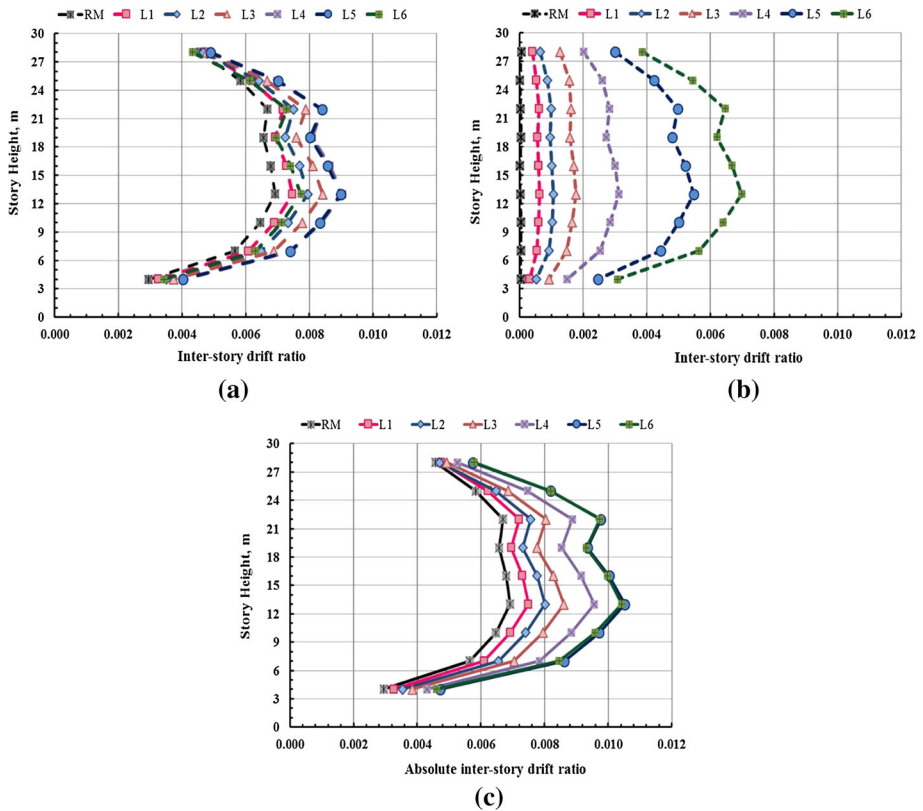 RM L1 L2 L3 L4 L5 L6
30
27
24
21
18
15
12
9
6
3
0
Story Height, m
0.000 0.002 0.004 0.006 0.008 0.010 0.012
Inter-story drift ratio
(a)
RM L1 L2 L3 L4 L5 L6
30
27
24
21
18
15
12
9
6
3
0
Story Height, m
0.000 0.002 0.004 0.006 0.008 0.010 0.012
Inter-story drift ratio
(b)
RM L1 L2 L3 L4 L5 L6
30
27
24
21
18
15
12
9
6
3
0
Story Height, m
0.000 0.002 0.004 0.006 0.008 0.010 0.012
Absolute inter-story drift ratio
(c)